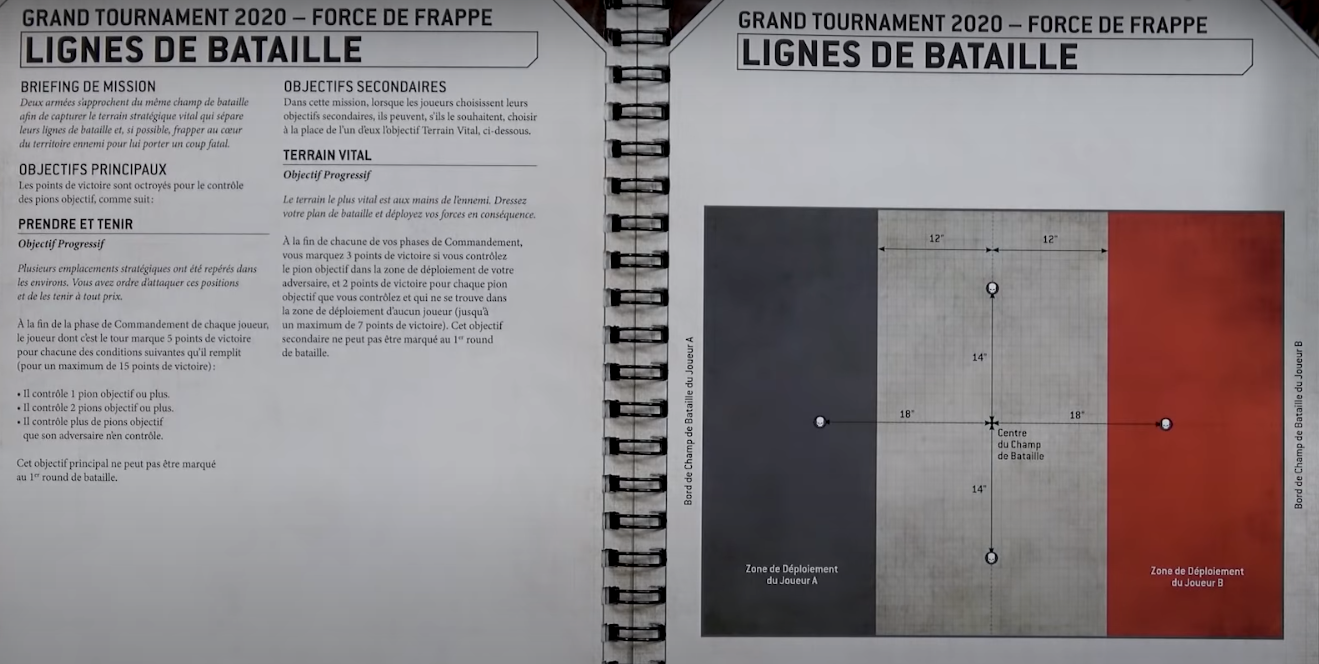 GRAND TOURNAMENT 2020 – FORCE DE FRAPPE
LIGNES DE BATAILLE
BRIEFING DE MISSION
Deux armées s'approchent du même champ de bataille
afin de capturer le terrain stratégique vital qui sépare
leurs lignes de bataille et, si possible, frapper au cœur
du territoire ennemi pour lui porter un coup fatal.
OBJECTIFS PRINCIPAUX
Les points de victoire sont octroyés pour le contrôle
des pions objectif, comme suit :
PRENDRE ET TENIR
Objectif Progressif
Plusieurs emplacements stratégiques ont été repérés dans
les environs. Vous avez ordre d'attaquer ces positions
et de les tenir à tout prix.
À la fin de la phase de Commandement de chaque joueur,
le joueur dont c'est le tour marque 5 points de victoire
pour chacune des conditions suivantes qu'il remplit
(pour un maximum de 15 points de victoire) :
• Il contrôle 1 pion objectif ou plus.
• Il contrôle 2 pions objectif ou plus.
• Il contrôle plus de pions objectif
que son adversaire n'en contrôle.
Cet objectif principal ne peut pas être marqué
au 1er round de bataille.
OBJECTIFS SECONDAIRES
Dans cette mission, lorsque les joueurs choisissent leurs
objectifs secondaires, ils peuvent, s'ils le souhaitent, choisir
à la place de l'un d'eux l'objectif Terrain Vital, ci-dessous.
TERRAIN VITAL
Objectif Progressif
Le terrain le plus vital est aux mains de l'ennemi. Dressez
votre plan de bataille et déployez vos forces en conséquence.
À la fin de chacune de vos phases de Commandement,
vous marquez 3 points de victoire si vous contrôlez
le pion objectif dans la zone de déploiement de votre
adversaire, et 2 points de victoire pour chaque pion
objectif que vous contrôlez et qui ne se trouve dans
la zone de déploiement d'aucun joueur (jusqu'à
un maximum de 7 points de victoire). Cet objectif
secondaire ne peut pas être marqué au 1er round
de bataille.
GRAND TOURNAMENT 2020 – FORCE DE FRAPPE
LIGNES DE BATAILLE
12"
12"
14"
18"
18"
Centre
du Champ
de Bataille
14"
Bord de Champ de Bataille du Joueur A
Bord de Champ de Bataille du Joueur B
Zone de Déploiement
du Joueur A
Zone de Déploiement
du Joueur B